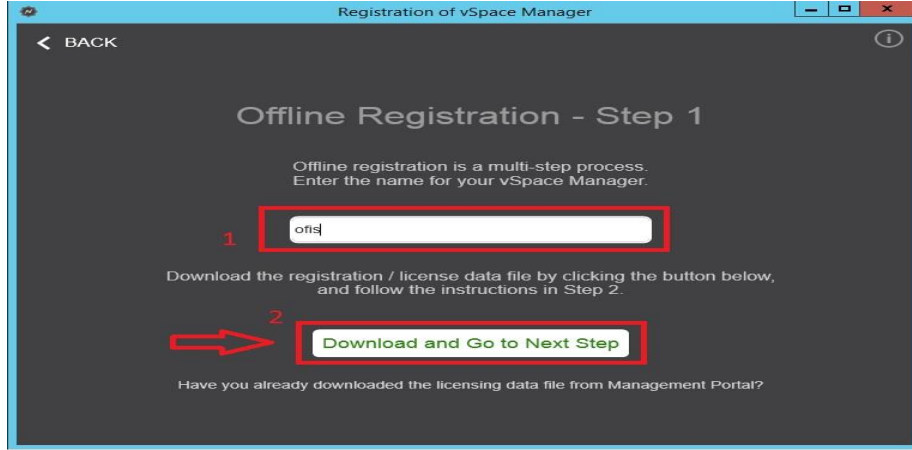 Registration of vSpace Manager
BACK
Offline Registration - Step 1
Offline registration is a multi-step process.
Enter the name for your vSpace Manager.
ofis
1
Download the registration / license data file by clicking the button below,
and follow the instructions in Step 2.
2
Download and Go to Next Step
Have you already downloaded the licensing data file from Management Portal?